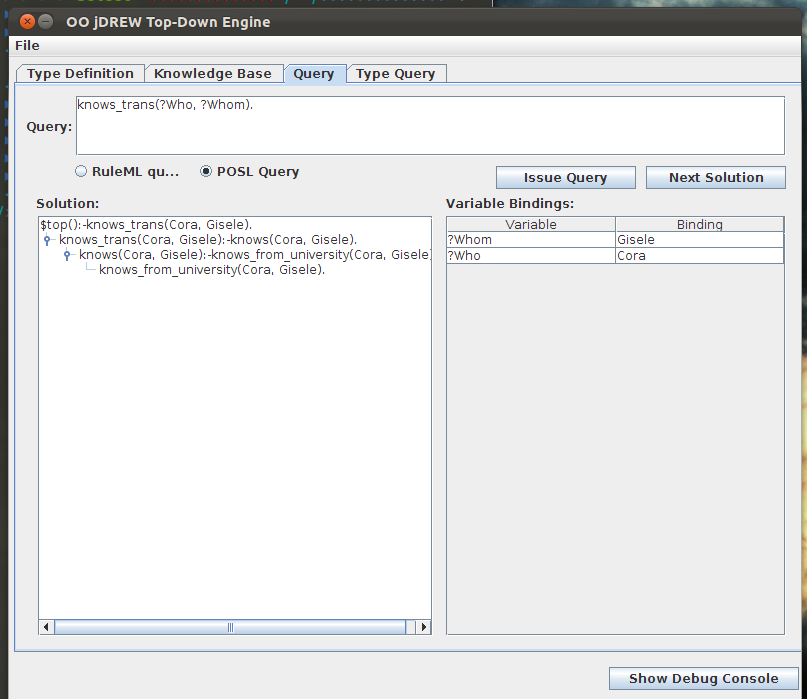 OO jDREW Top-Down Engine
File
Type Definition Knowledge Base Query Type Query
Query:
knows_trans(?Who, ?Whom).
RuleML qu... POSL Query
Issue Query Next Solution
Solution:
$top():-knows_trans(Cora, Gisele).
knows_trans(Cora, Gisele):-knows(Cora, Gisele).
knows(Cora, Gisele):-knows_from_university(Cora, Gisele
knows_from_university(Cora, Gisele).
Variable Bindings:
Variable Binding
?Whom Gisele
?Who Cora
Show Debug Console